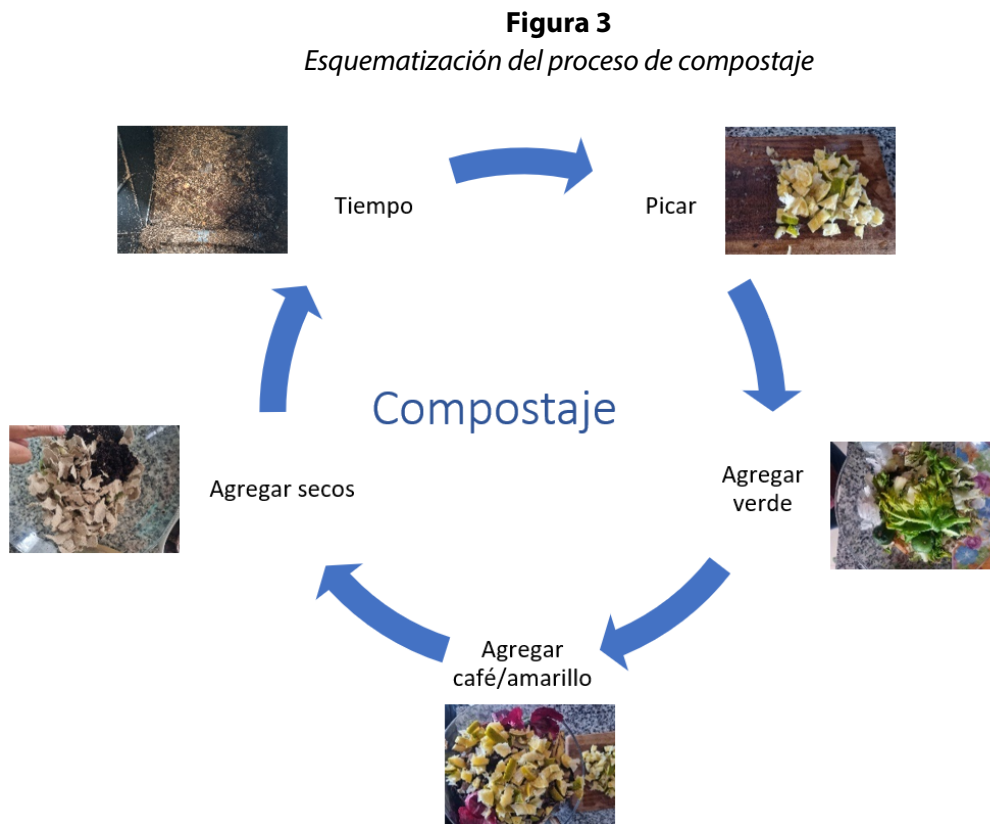 Figura 3
Esquematización del proceso de compostaje
Tiempo
Picar
Compostaje
Agregar
verde
Agregar secos
Agregar
café/amarillo